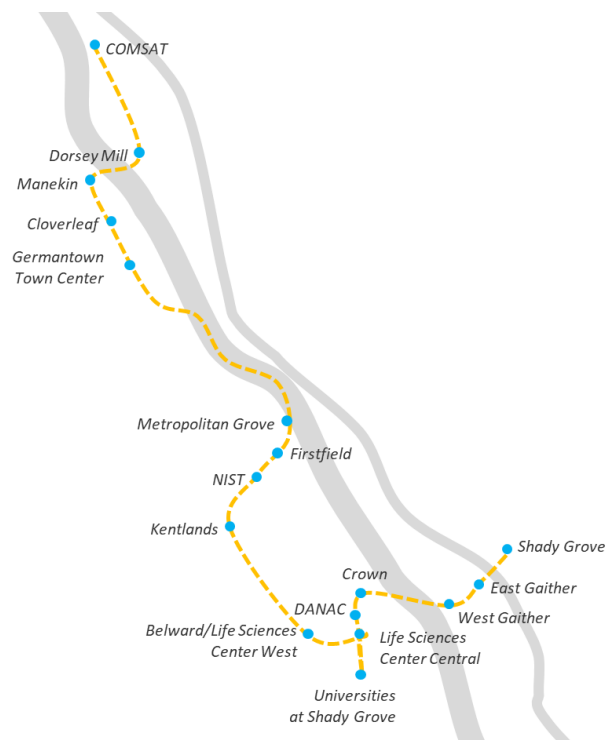 COMSAT
Dorsey Mill
Manekin
Cloverleaf
Germantown
Town Center
Metropolitan Grove
Firstfield
NIST
Kentlands
Shady Grove
Crown
East Gaither
DANAC
West Gaither
Belward/Life Sciences
Center West
Life Sciences
Center Central
Universities
at Shady Grove